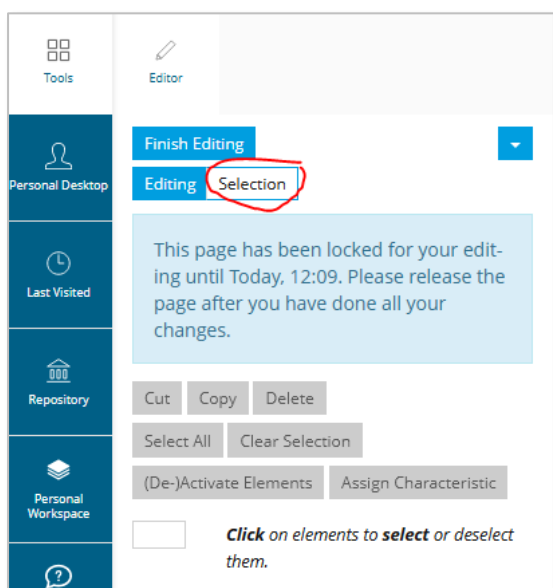 Tools
Editor
Personal Desktop
Last Visited
Repository
Personal
Workspace
Finish Editing
Editing Selection
This page has been locked for your edit-
ing until Today, 12:09. Please release the
page after you have done all your
changes.
Cut Copy Delete
Select All Clear Selection
(De-)Activate Elements Assign Characteristic
Click on elements to select or deselect
them.